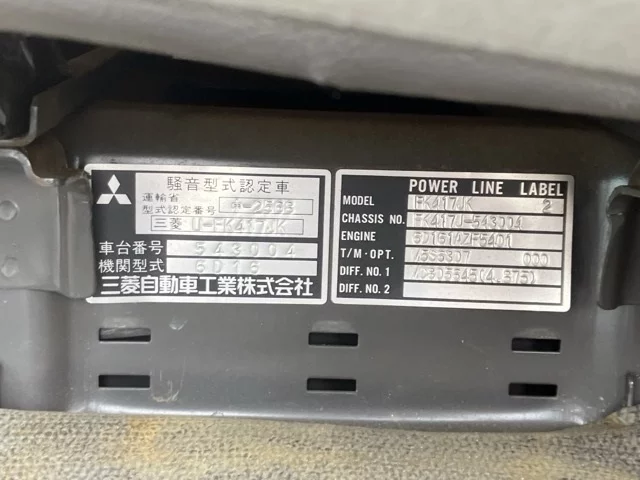 騒音型式認定車
運輸省
型式認定番号
三菱 U-FK417JK
車台番号 543004
機関型式 6D16
三菱自動車工業株式会社
POWER LINE LABEL
MODEL FK417JK 2
CHASSIS NO. FK417J-543004
ENGINE
T/M・OPT. (000)
DIFF. NO. 1
DIFF. NO. 2